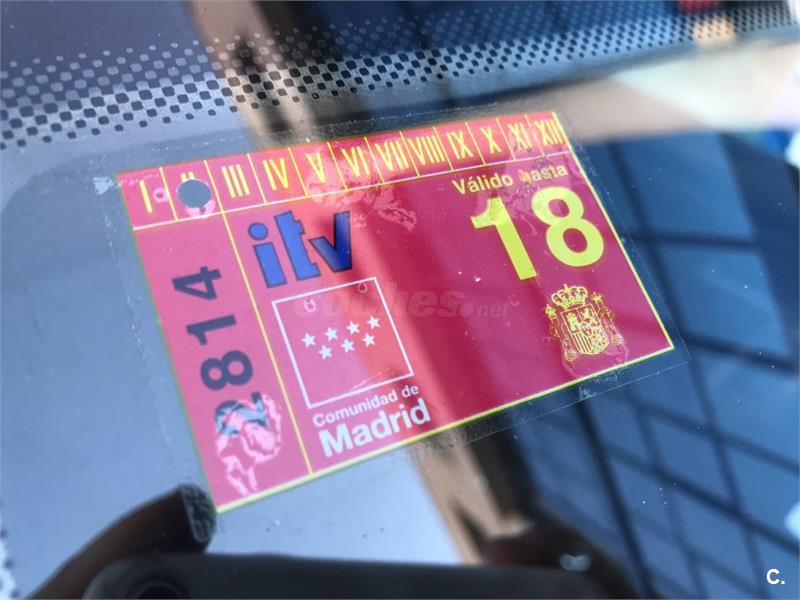 I II III IV V VI VII VIII IX X XI XII
Válido hasta
18
itv
2814
coches.net
Comunidad de
Madrid
C.